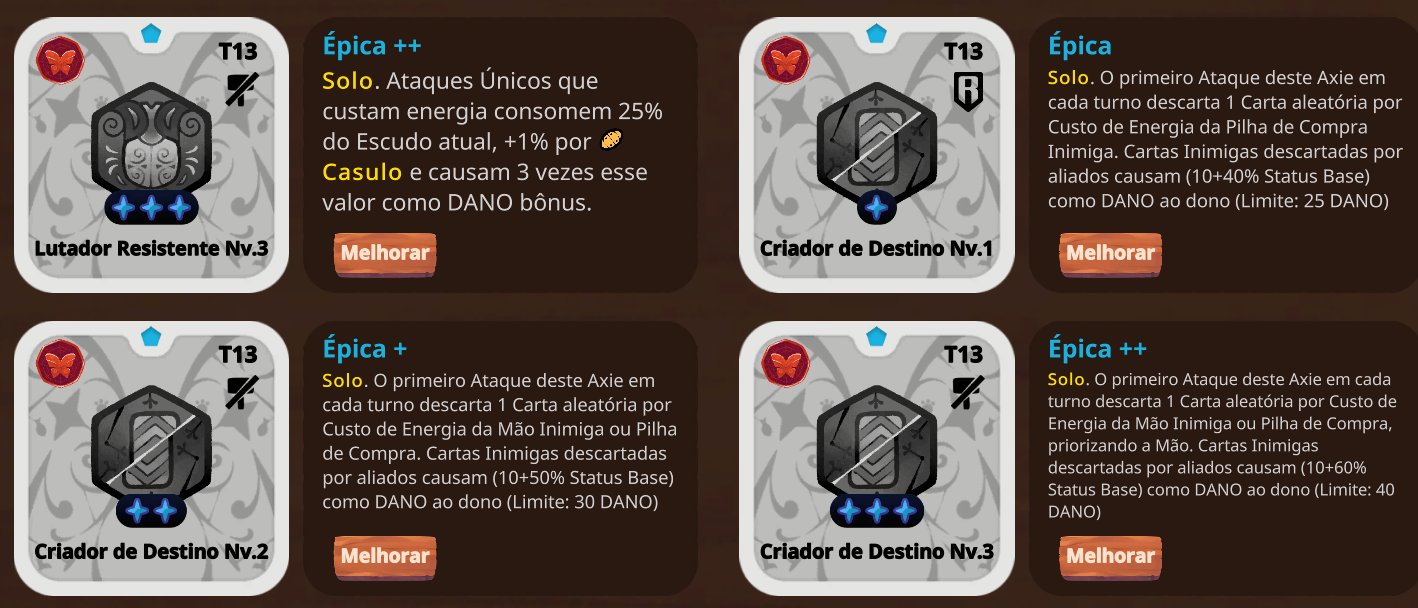 T13
Lutador Resistente Nv.3
Épica ++
Solo. Ataques Únicos que
custam energia consomem 25%
do Escudo atual, +1% por
Casulo e causam 3 vezes esse
valor como DANO bônus.
Melhorar
T13
Criador de Destino Nv.1
Épica
Solo. O primeiro Ataque deste Axie em
cada turno descarta 1 Carta aleatória por
Custo de Energia da Pilha de Compra
Inimiga. Cartas Inimigas descartadas por
aliados causam (10+40% Status Base)
como DANO ao dono (Limite: 25 DANO)
Melhorar
T13
Criador de Destino Nv.2
Épica +
Solo. O primeiro Ataque deste Axie em
cada turno descarta 1 Carta aleatória por
Custo de Energia da Mão Inimiga ou Pilha
de Compra. Cartas Inimigas descartadas
por aliados causam (10+50% Status Base)
como DANO ao dono (Limite: 30 DANO)
Melhorar
T13
Criador de Destino Nv.3
Épica ++
Solo. O primeiro Ataque deste Axie em cada
turno descarta 1 Carta aleatória por Custo de
Energia da Mão Inimiga ou Pilha de Compra,
priorizando a Mão. Cartas Inimigas
descartadas por aliados causam (10+60%
Status Base) como DANO ao dono (Limite: 40
DANO)
Melhorar